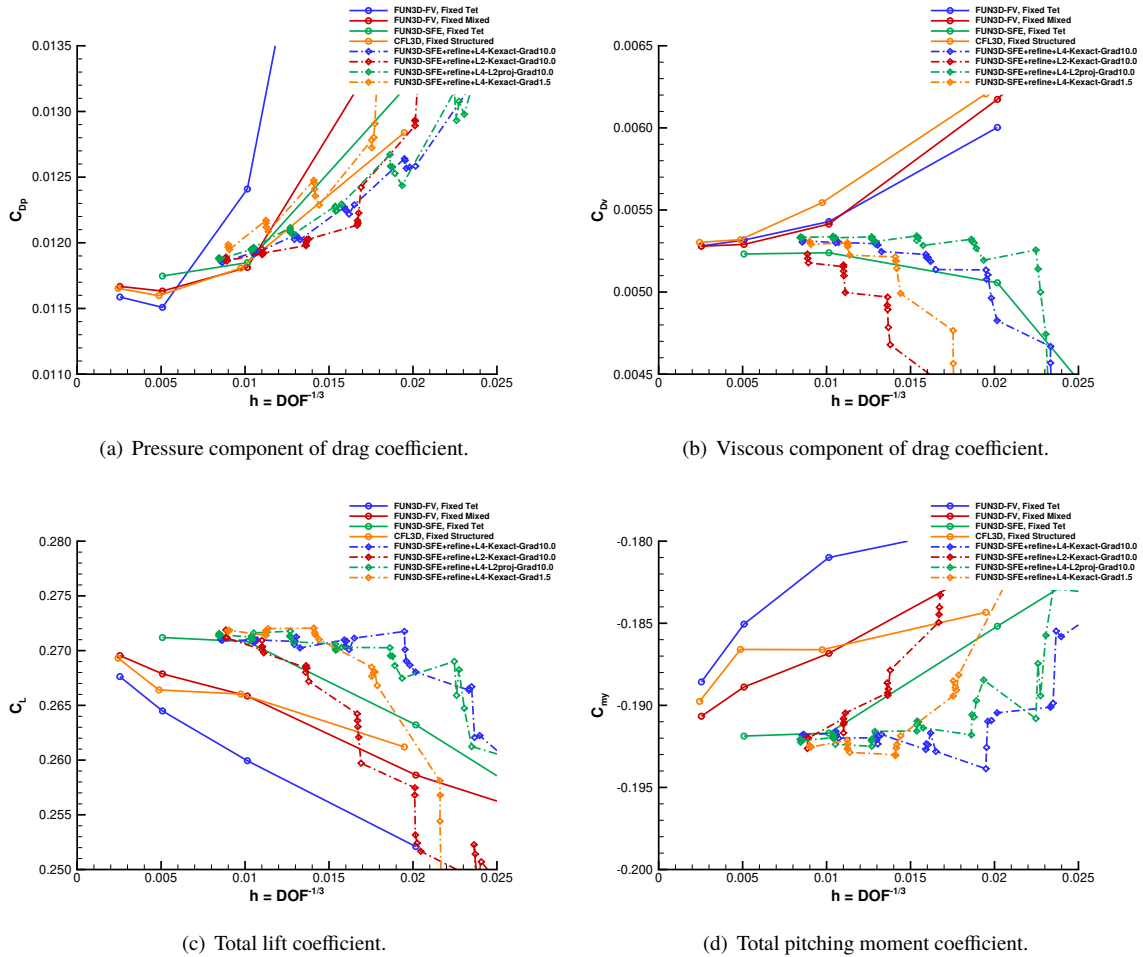 FUN3D-FV, Fixed Tet
FUN3D-FV, Fixed Mixed
FUN3D-SFE, Fixed Tet
CFL3D, Fixed Structured
FUN3D-SFE+refine+L4-Kexact-Grad10.0
FUN3D-SFE+refine+L2-Kexact-Grad10.0
FUN3D-SFE+refine+L4-L2proj-Grad10.0
FUN3D-SFE+refine+L4-Kexact-Grad1.5
0.0135
0.0130
0.0125
0.0120
0.0115
0.0110
C_Dp
0 0.005 0.01 0.015 0.02 0.025
h = DOF^-1/3
(a) Pressure component of drag coefficient.
FUN3D-FV, Fixed Tet
FUN3D-FV, Fixed Mixed
FUN3D-SFE, Fixed Tet
CFL3D, Fixed Structured
FUN3D-SFE+refine+L4-Kexact-Grad10.0
FUN3D-SFE+refine+L2-Kexact-Grad10.0
FUN3D-SFE+refine+L4-L2proj-Grad10.0
FUN3D-SFE+refine+L4-Kexact-Grad1.5
0.0065
0.0060
0.0055
0.0050
0.0045
C_Dv
0 0.005 0.01 0.015 0.02 0.025
h = DOF^-1/3
(b) Viscous component of drag coefficient.
FUN3D-FV, Fixed Tet
FUN3D-FV, Fixed Mixed
FUN3D-SFE, Fixed Tet
CFL3D, Fixed Structured
FUN3D-SFE+refine+L4-Kexact-Grad10.0
FUN3D-SFE+refine+L2-Kexact-Grad10.0
FUN3D-SFE+refine+L4-L2proj-Grad10.0
FUN3D-SFE+refine+L4-Kexact-Grad1.5
0.280
0.275
0.270
0.265
0.260
0.255
0.250
C_L
0 0.005 0.01 0.015 0.02 0.025
h = DOF^-1/3
(c) Total lift coefficient.
FUN3D-FV, Fixed Tet
FUN3D-FV, Fixed Mixed
FUN3D-SFE, Fixed Tet
CFL3D, Fixed Structured
FUN3D-SFE+refine+L4-Kexact-Grad10.0
FUN3D-SFE+refine+L2-Kexact-Grad10.0
FUN3D-SFE+refine+L4-L2proj-Grad10.0
FUN3D-SFE+refine+L4-Kexact-Grad1.5
-0.180
-0.185
-0.190
-0.195
-0.200
C_my
0 0.005 0.01 0.015 0.02 0.025
h = DOF^-1/3
(d) Total pitching moment coefficient.